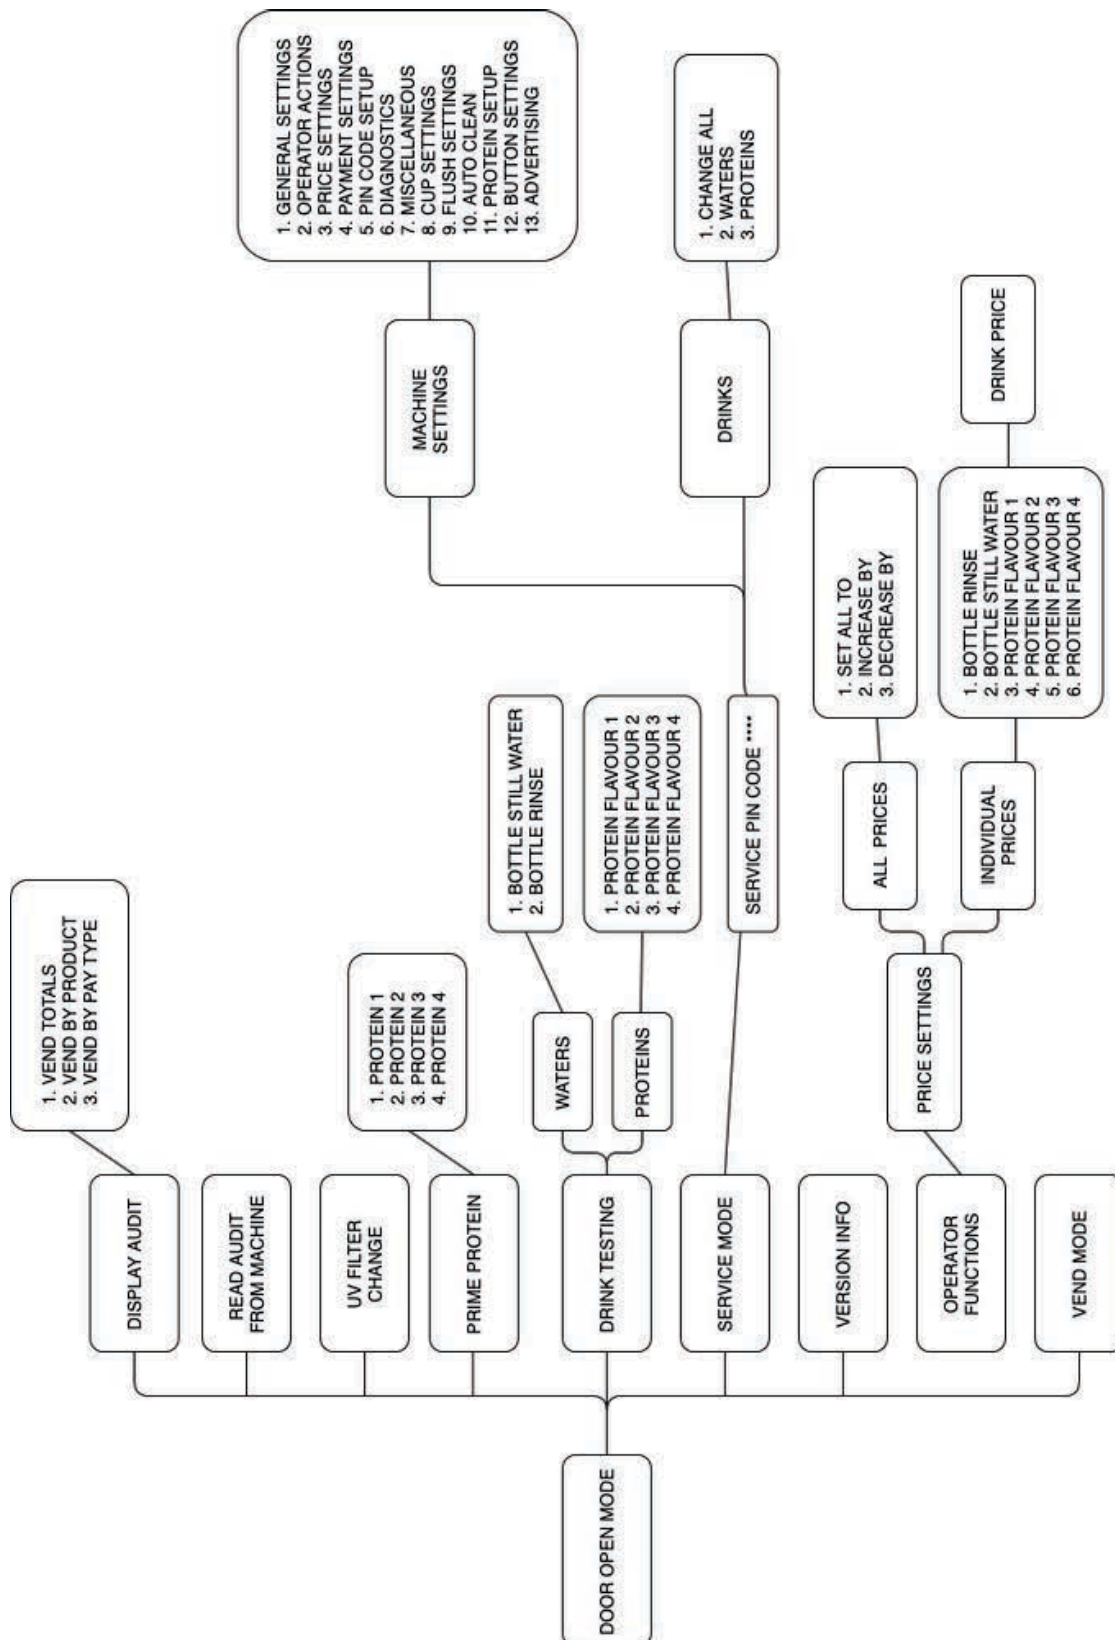 DOOR OPEN MODE
DISPLAY AUDIT
1. VEND TOTALS
2. VEND BY PRODUCT
3. VEND BY PAY TYPE
READ AUDIT
FROM MACHINE
UV FILTER
CHANGE
PRIME PROTEIN
1. PROTEIN 1
2. PROTEIN 2
3. PROTEIN 3
4. PROTEIN 4
DRINK TESTING
WATERS
1. BOTTLE STILL WATER
2. BOTTLE RINSE
PROTEINS
1. PROTEIN FLAVOUR 1
2. PROTEIN FLAVOUR 2
3. PROTEIN FLAVOUR 3
4. PROTEIN FLAVOUR 4
SERVICE MODE
SERVICE PIN CODE ****
MACHINE
SETTINGS
1. GENERAL SETTINGS
2. OPERATOR ACTIONS
3. PRICE SETTINGS
4. PAYMENT SETTINGS
5. PIN CODE SETUP
6. DIAGNOSTICS
7. MISCELLANEOUS
8. CUP SETTINGS
9. FLUSH SETTINGS
10. AUTO CLEAN
11. PROTEIN SETUP
12. BUTTON SETTINGS
13. ADVERTISING
DRINKS
1. CHANGE ALL
2. WATERS
3. PROTEINS
VERSION INFO
OPERATOR
FUNCTIONS
PRICE SETTINGS
ALL PRICES
1. SET ALL TO
2. INCREASE BY
3. DECREASE BY
INDIVIDUAL
PRICES
1. BOTTLE RINSE
2. BOTTLE STILL WATER
3. PROTEIN FLAVOUR 1
4. PROTEIN FLAVOUR 2
5. PROTEIN FLAVOUR 3
6. PROTEIN FLAVOUR 4
DRINK PRICE
VEND MODE